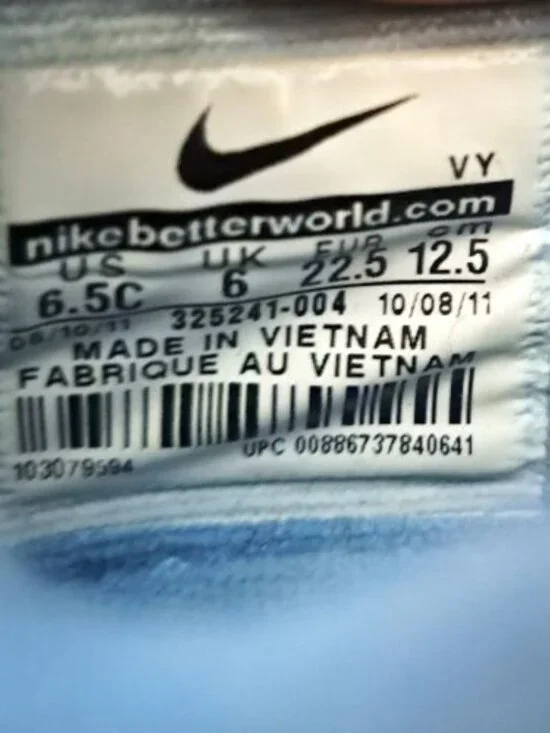 VY
nikebetterworld.com
US UK EUR cm
6.5C 6 22.5 12.5
325241-004 10/08/11
MADE IN VIETNAM
FABRIQUE AU VIETNAM
UPC 00886737840641